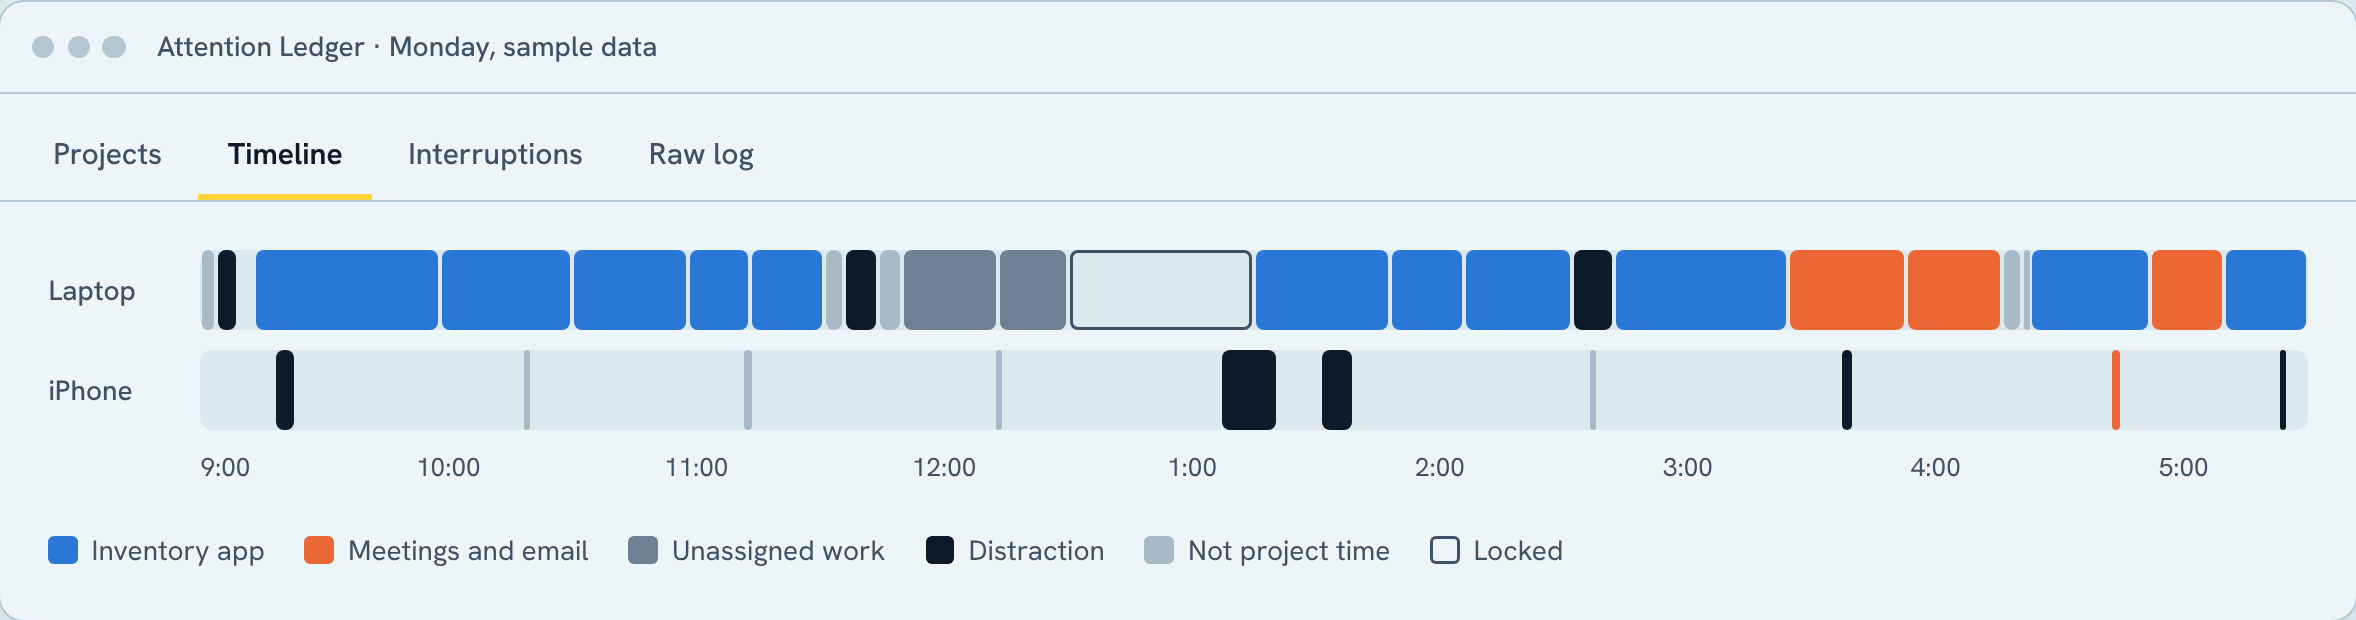 Attention Ledger · Monday, sample data
Projects Timeline Interruptions Raw log
Laptop
iPhone
9:00 10:00 11:00 12:00 1:00 2:00 3:00 4:00 5:00
Inventory app Meetings and email Unassigned work Distraction Not project time Locked